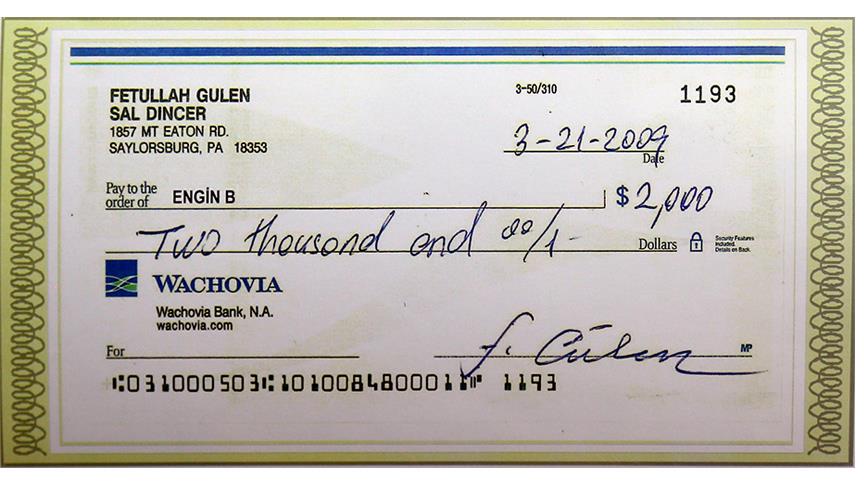 FETULLAH GULEN
SAL DINCER
1857 MT EATON RD.
SAYLORSBURG, PA 18353
3-50/310
1193
3-21-2009
Date
Pay to the
order of
ENGİN B
$ 2,000
Two thousand and 00/1-
Dollars
Security Features
Included.
Details on Back.
WACHOVIA
Wachovia Bank, N.A.
wachovia.com
For
f. Gülen
MP
⑆031000503⑆1010084800011⑈ 1193